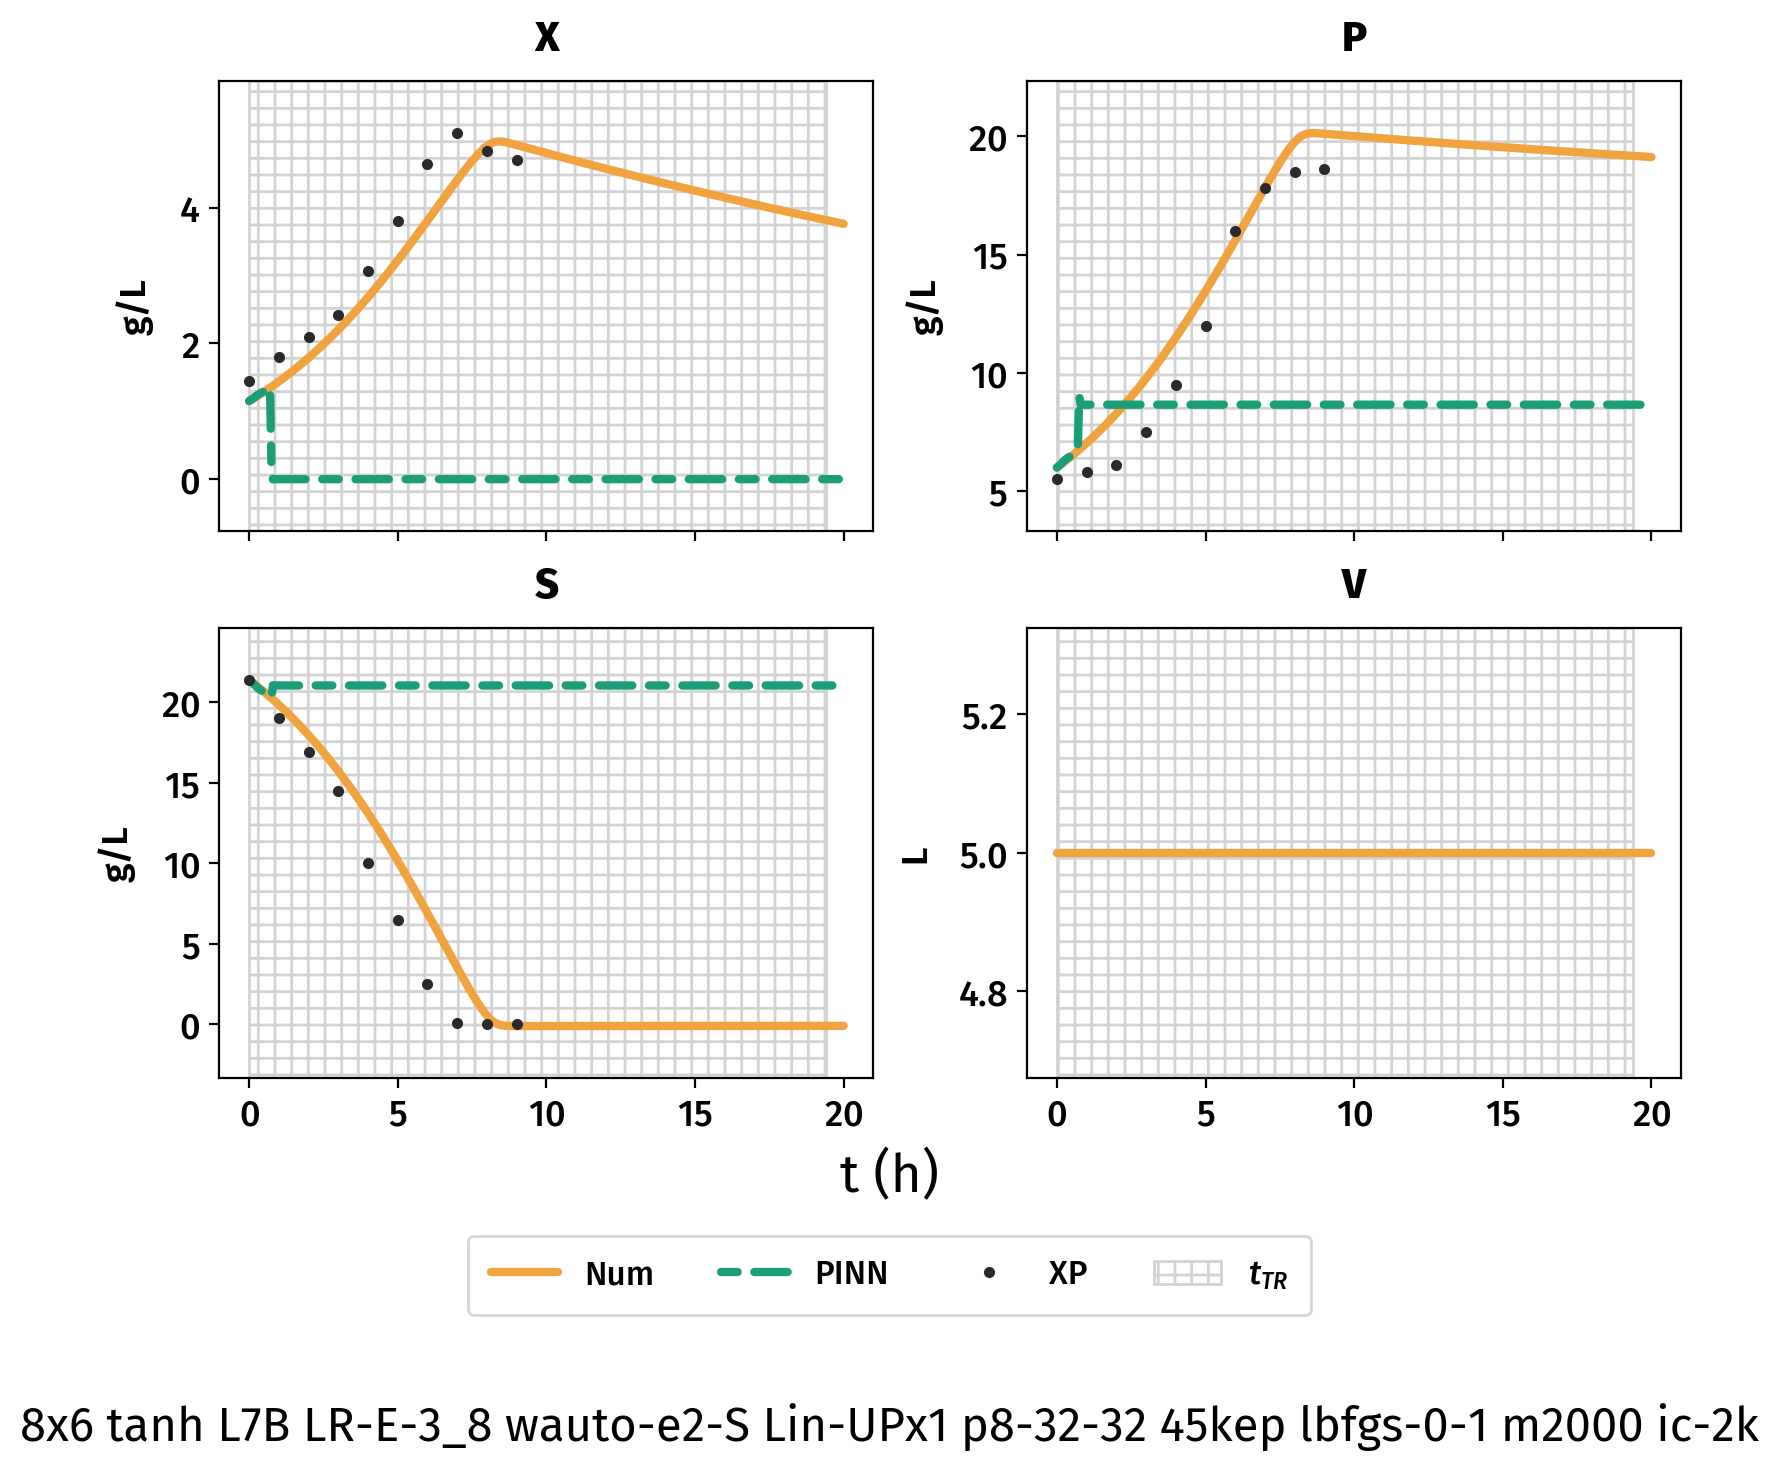 X
P
g/L
4
2
0
g/L
20
15
10
5
S
V
g/L
20
15
10
5
0
L
5.2
5.0
4.8
0 5 10 15 20
0 5 10 15 20
t (h)
Num PINN XP t_TR
8x6 tanh L7B LR-E-3_8 wauto-e2-S Lin-UPx1 p8-32-32 45kep lbfgs-0-1 m2000 ic-2k